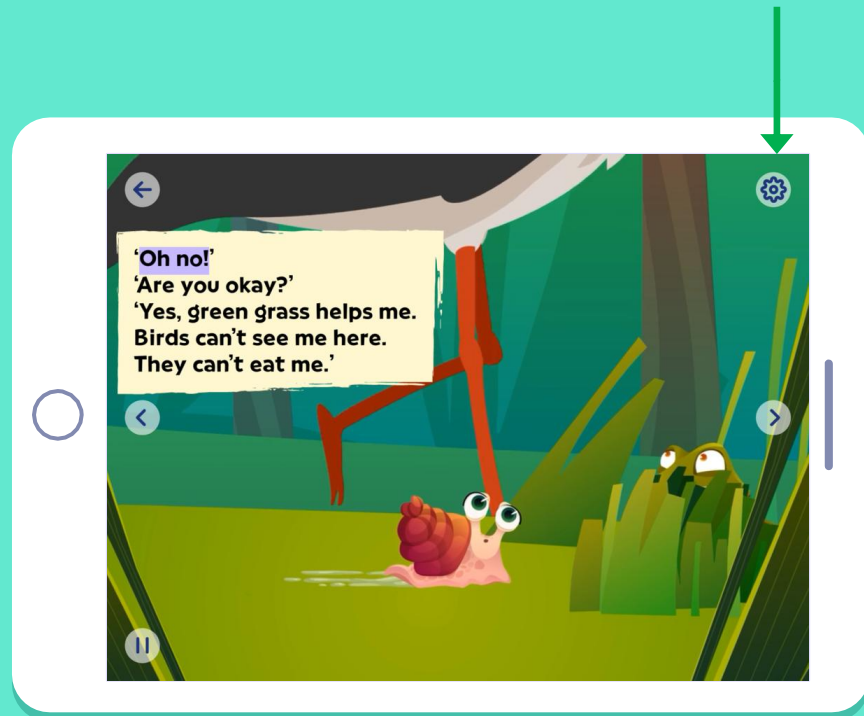 ‘Oh no!’
‘Are you okay?’
‘Yes, green grass helps me.
Birds can’t see me here.
They can’t eat me.’